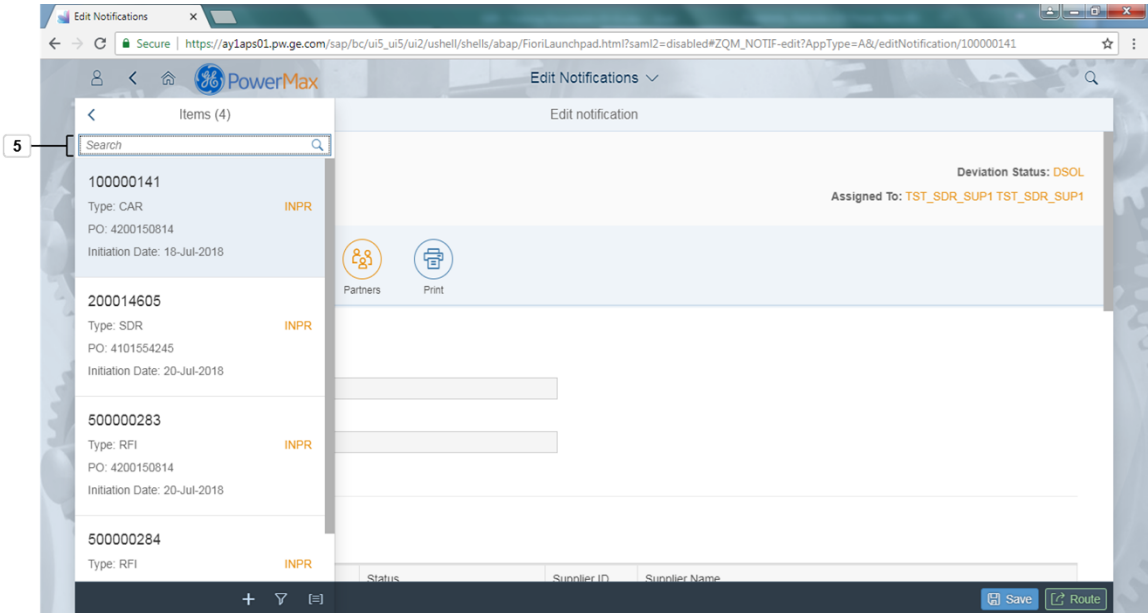 Edit Notifications
Secure | https://ay1aps01.pw.ge.com/sap/bc/ui5_ui5/ui2/ushell/shells/abap/FioriLaunchpad.html?saml2=disabled#ZQM_NOTIF-edit?AppType=A&/editNotification/100000141
PowerMax
Edit Notifications
Items (4)
Edit notification
5
Search
100000141
Type: CAR INPR
PO: 4200150814
Initiation Date: 18-Jul-2018
Deviation Status: DSOL
Assigned To: TST_SDR_SUP1 TST_SDR_SUP1
Partners
Print
200014605
Type: SDR INPR
PO: 4101554245
Initiation Date: 20-Jul-2018
500000283
Type: RFI INPR
PO: 4200150814
Initiation Date: 20-Jul-2018
500000284
Type: RFI INPR
Status Supplier ID Supplier Name
Save Route